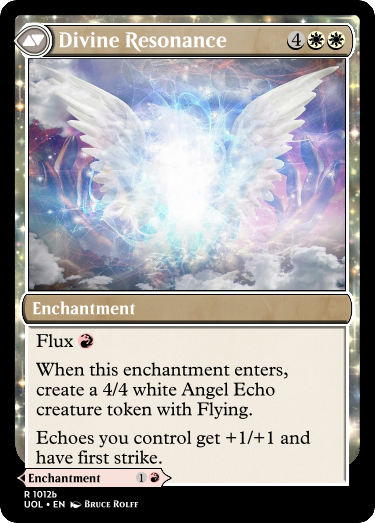 Divine Resonance 4
Enchantment
Flux
When this enchantment enters,
create a 4/4 white Angel Echo
creature token with Flying.
Echoes you control get +1/+1 and
have first strike.
Enchantment 1
R 1012b
UOL • EN Bruce Rolff